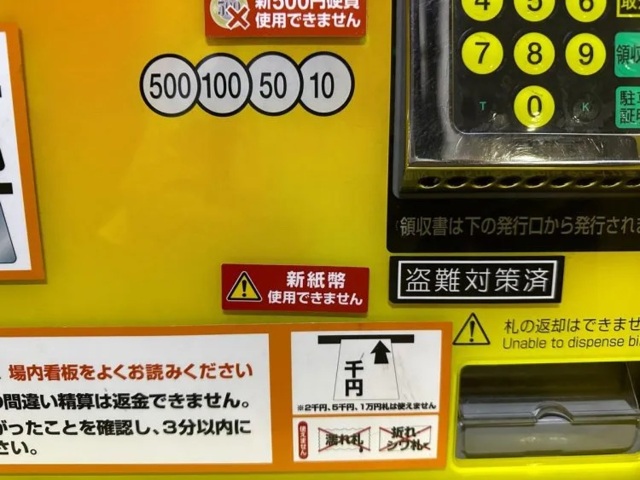 新500円硬貨
使用できません
4 5 6
500 100 50 10
7 8 9
T 0 K
領収書は下の発行口から発行され
新紙幣
使用できません
盗難対策済
札の返却はできませ
Unable to dispense bi
場内看板をよくお読みください
の間違い精算は返金できません。
がったことを確認し、3分以内に
さい。
千円
※2千円、5千円、1万円札は使えません
使えません
濡れ札
折れ・シワ札